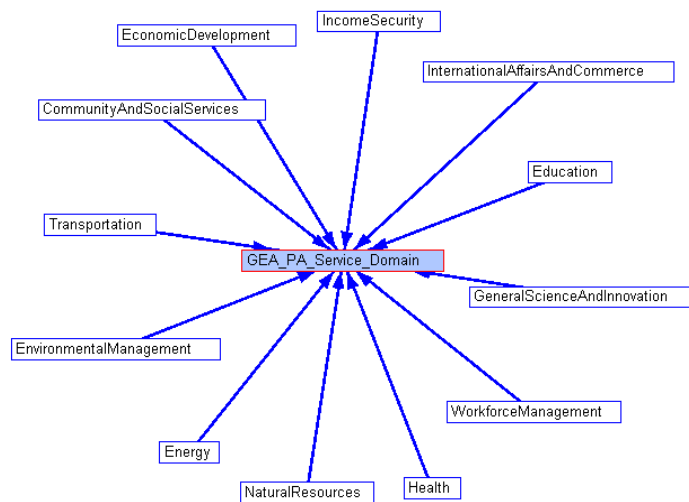 IncomeSecurity
EconomicDevelopment
InternationalAffairsAndCommerce
CommunityAndSocialServices
Education
Transportation
GEA_PA_Service_Domain
GeneralScienceAndInnovation
EnvironmentalManagement
WorkforceManagement
Energy
Health
NaturalResources